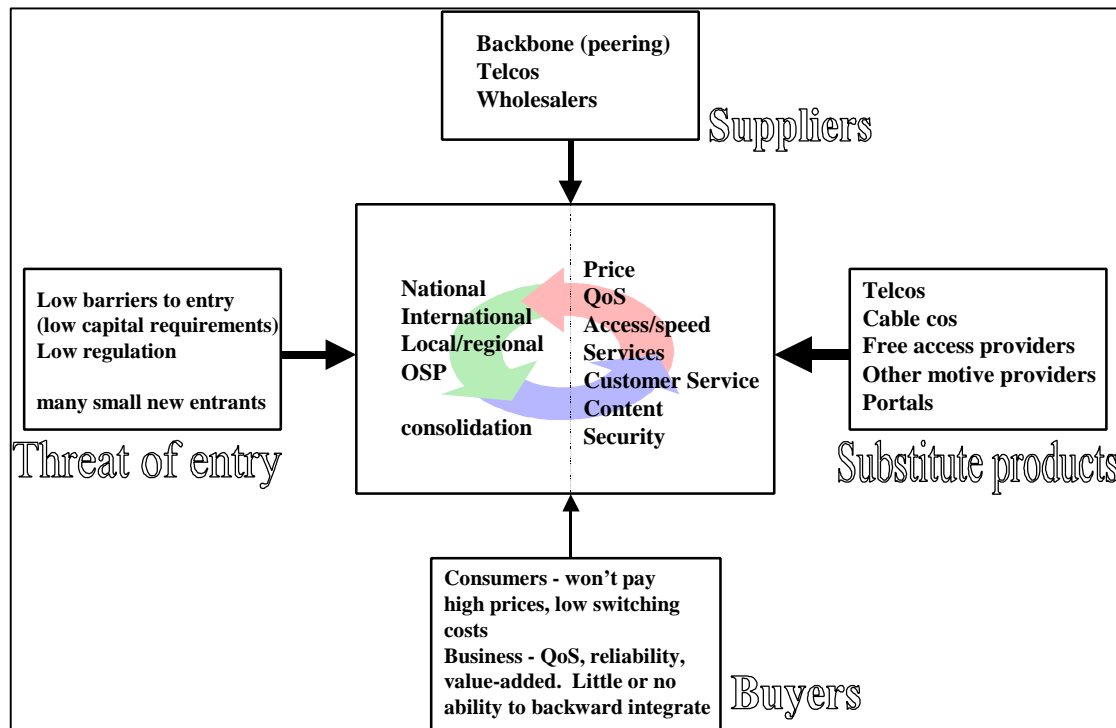 Backbone (peering)
Telcos
Wholesalers
Suppliers
Low barriers to entry
(low capital requirements)
Low regulation
many small new entrants
Threat of entry
National
International
Local/regional
OSP
consolidation
Price
QoS
Access/speed
Services
Customer Service
Content
Security
Telcos
Cable cos
Free access providers
Other motive providers
Portals
Substitute products
Consumers - won’t pay
high prices, low switching
costs
Business - QoS, reliability,
value-added.  Little or no
ability to backward integrate
Buyers